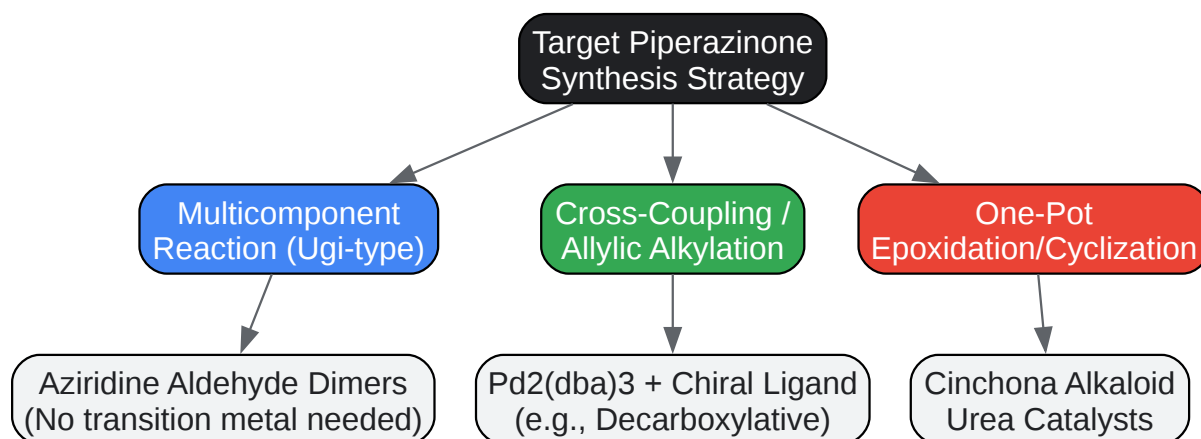 Target Piperazinone
Synthesis Strategy
Multicomponent
Reaction (Ugi-type)
Cross-Coupling /
Allylic Alkylation
One-Pot
Epoxidation/Cyclization
Aziridine Aldehyde Dimers
(No transition metal needed)
Pd2(dba)3 + Chiral Ligand
(e.g., Decarboxylative)
Cinchona Alkaloid
Urea Catalysts